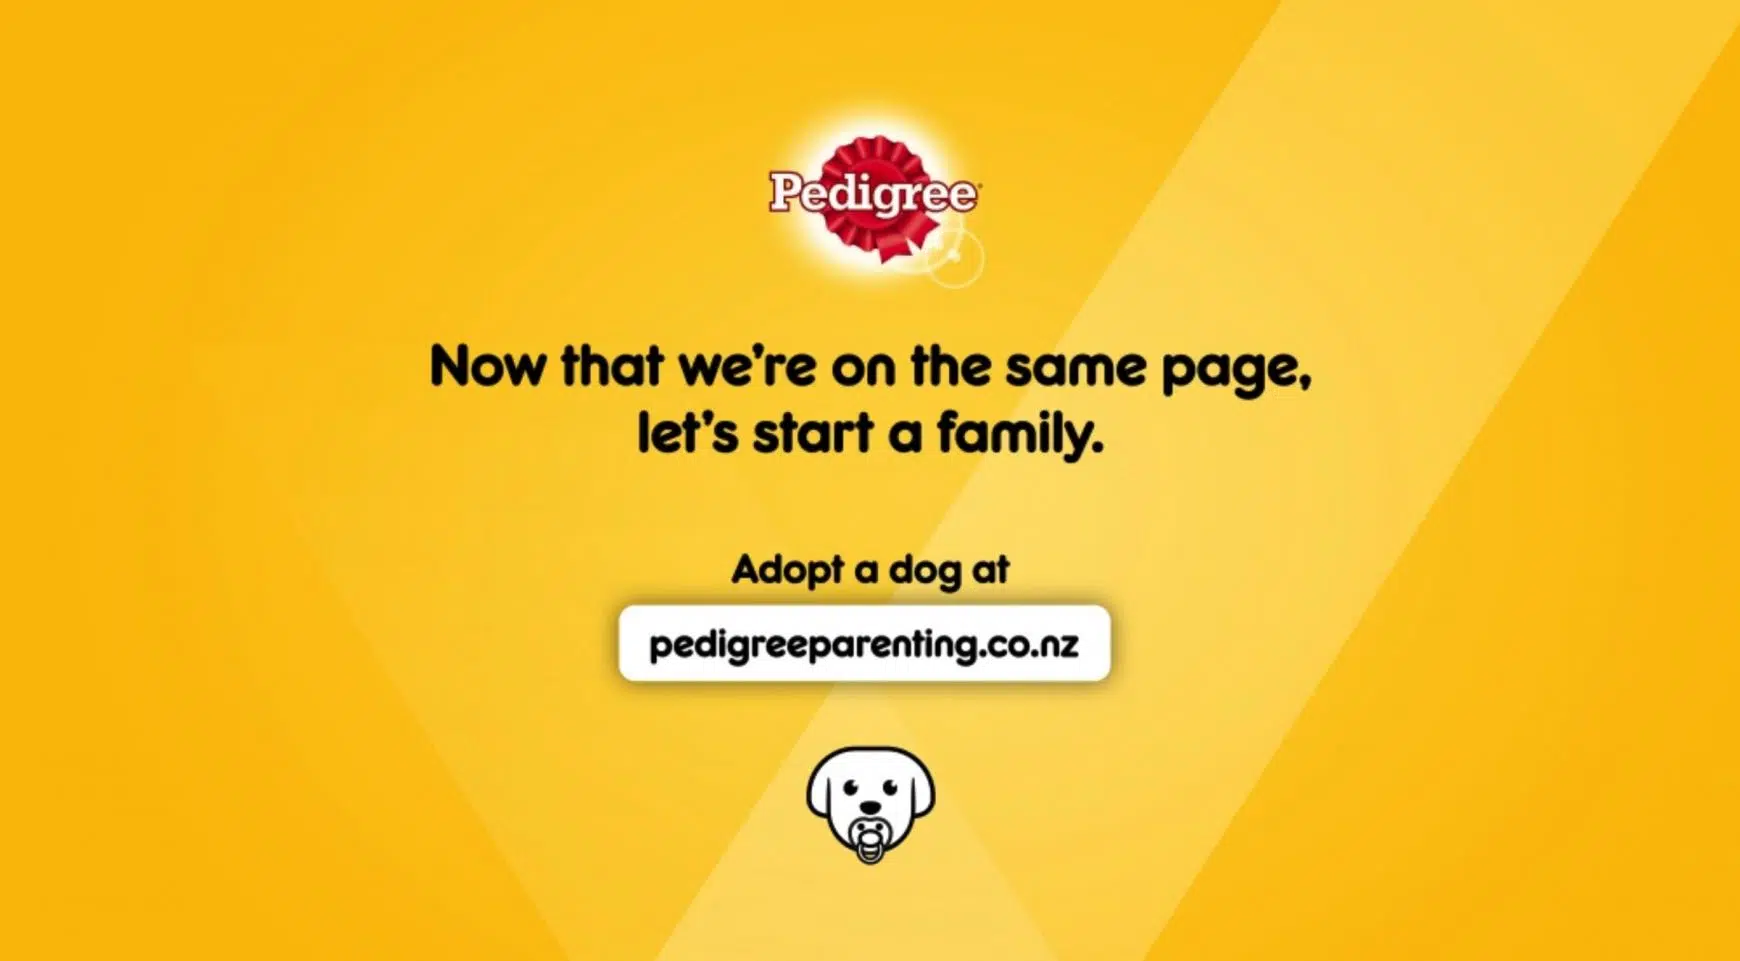 Pedigree
Now that we're on the same page,
let's start a family.
Adopt a dog at
pedigreeparenting.co.nz